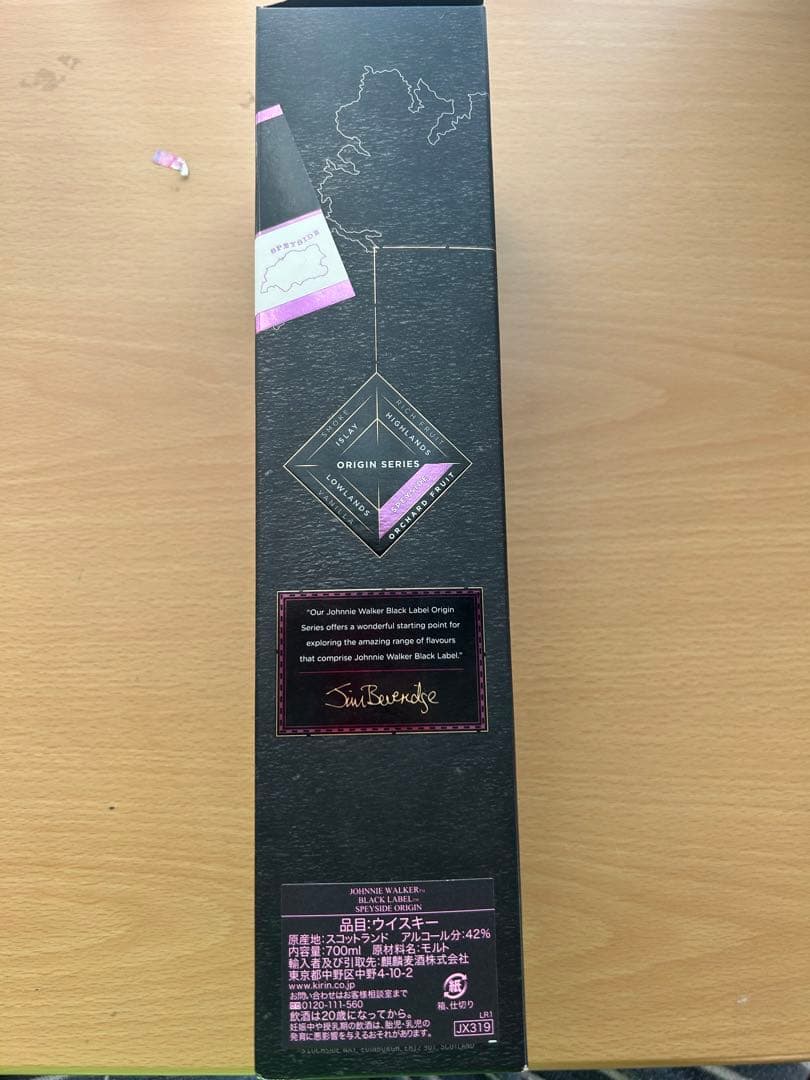 SPEYSIDE
SMOKE
ISLAY
RICH FRUIT
HIGHLANDS
ORIGIN SERIES
LOWLANDS
VANILLA
SPEYSIDE
ORCHARD FRUIT
"Our Johnnie Walker Black Label Origin
Series offers a wonderful starting point for
exploring the amazing range of flavours
that comprise Johnnie Walker Black Label."
Jim Beveridge
JOHNNIE WALKER™
BLACK LABEL™
SPEYSIDE ORIGIN
品目:ウイスキー
原産地:スコットランド アルコール分:42%
内容量:700ml 原材料名:モルト
輸入者及び引取先:麒麟麦酒株式会社
東京都中野区中野4-10-2
www.kirin.co.jp
お問い合わせはお客様相談室まで
0120-111-560
飲酒は20歳になってから。
妊娠中や授乳期の飲酒は、胎児・乳児の
発育に悪影響を与えるおそれがあります。
紙
箱、仕切り
LR1
JX319
EDINBURGH, EH12 9DT, SCOTLAND